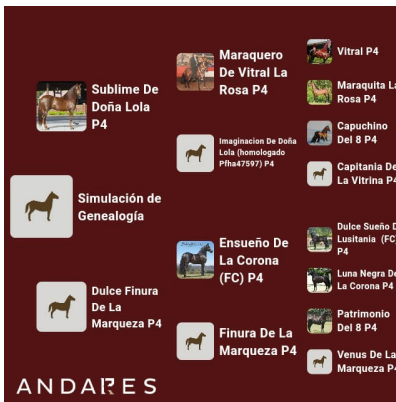 Sublime De
Doña Lola
P4
Simulación de
Genealogía
Dulce Finura
De La
Marqueza P4
Maraquero
De Vitral La
Rosa P4
Imaginacion De Doña
Lola (homologado
Pfha47597) P4
Ensueño De
La Corona
(FC) P4
Finura De La
Marqueza P4
Vitral P4
Maraquita La
Rosa P4
Capuchino
Del 8 P4
Capitania De
La Vitrina P4
Dulce Sueño D
Lusitania (FC)
P4
Luna Negra De
La Corona P4
Patrimonio
Del 8 P4
Venus De La
Marqueza P4
ANDARES